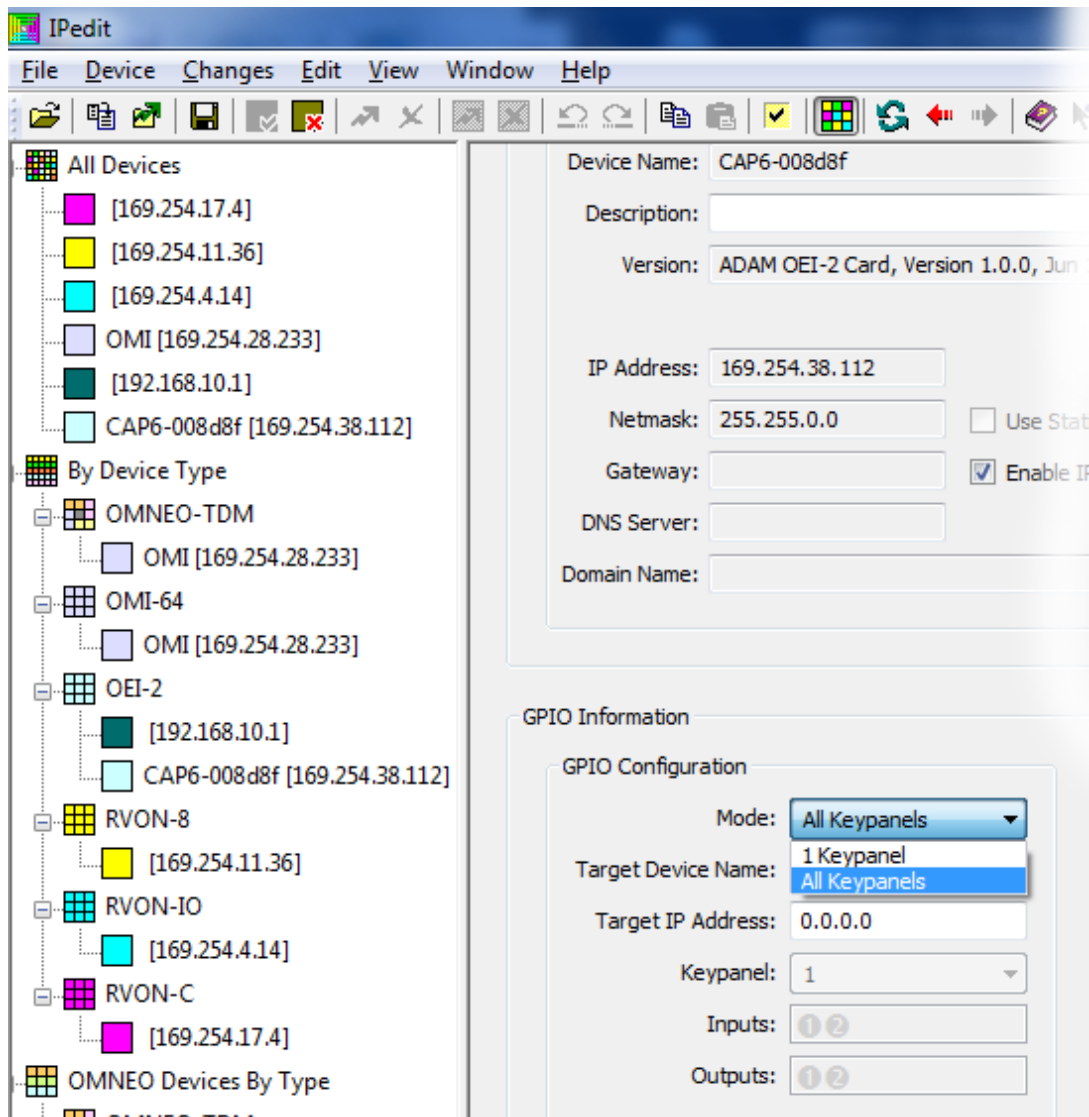 IPedit
File Device Changes Edit View Window Help
All Devices
[169.254.17.4]
[169.254.11.36]
[169.254.4.14]
OMI [169.254.28.233]
[192.168.10.1]
CAP6-008d8f [169.254.38.112]
By Device Type
OMNEO-TDM
OMI [169.254.28.233]
OMI-64
OMI [169.254.28.233]
OEI-2
[192.168.10.1]
CAP6-008d8f [169.254.38.112]
RVON-8
[169.254.11.36]
RVON-IO
[169.254.4.14]
RVON-C
[169.254.17.4]
OMNEO Devices By Type
Device Name: CAP6-008d8f
Description:
Version: ADAM OEI-2 Card, Version 1.0.0, Jun
IP Address: 169.254.38.112
Netmask: 255.255.0.0 Use Stat
Gateway: Enable IP
DNS Server:
Domain Name:
GPIO Information
GPIO Configuration
Mode: All Keypanels
1 Keypanel
All Keypanels
Target Device Name:
Target IP Address: 0.0.0.0
Keypanel: 1
Inputs: 1 2
Outputs: 1 2